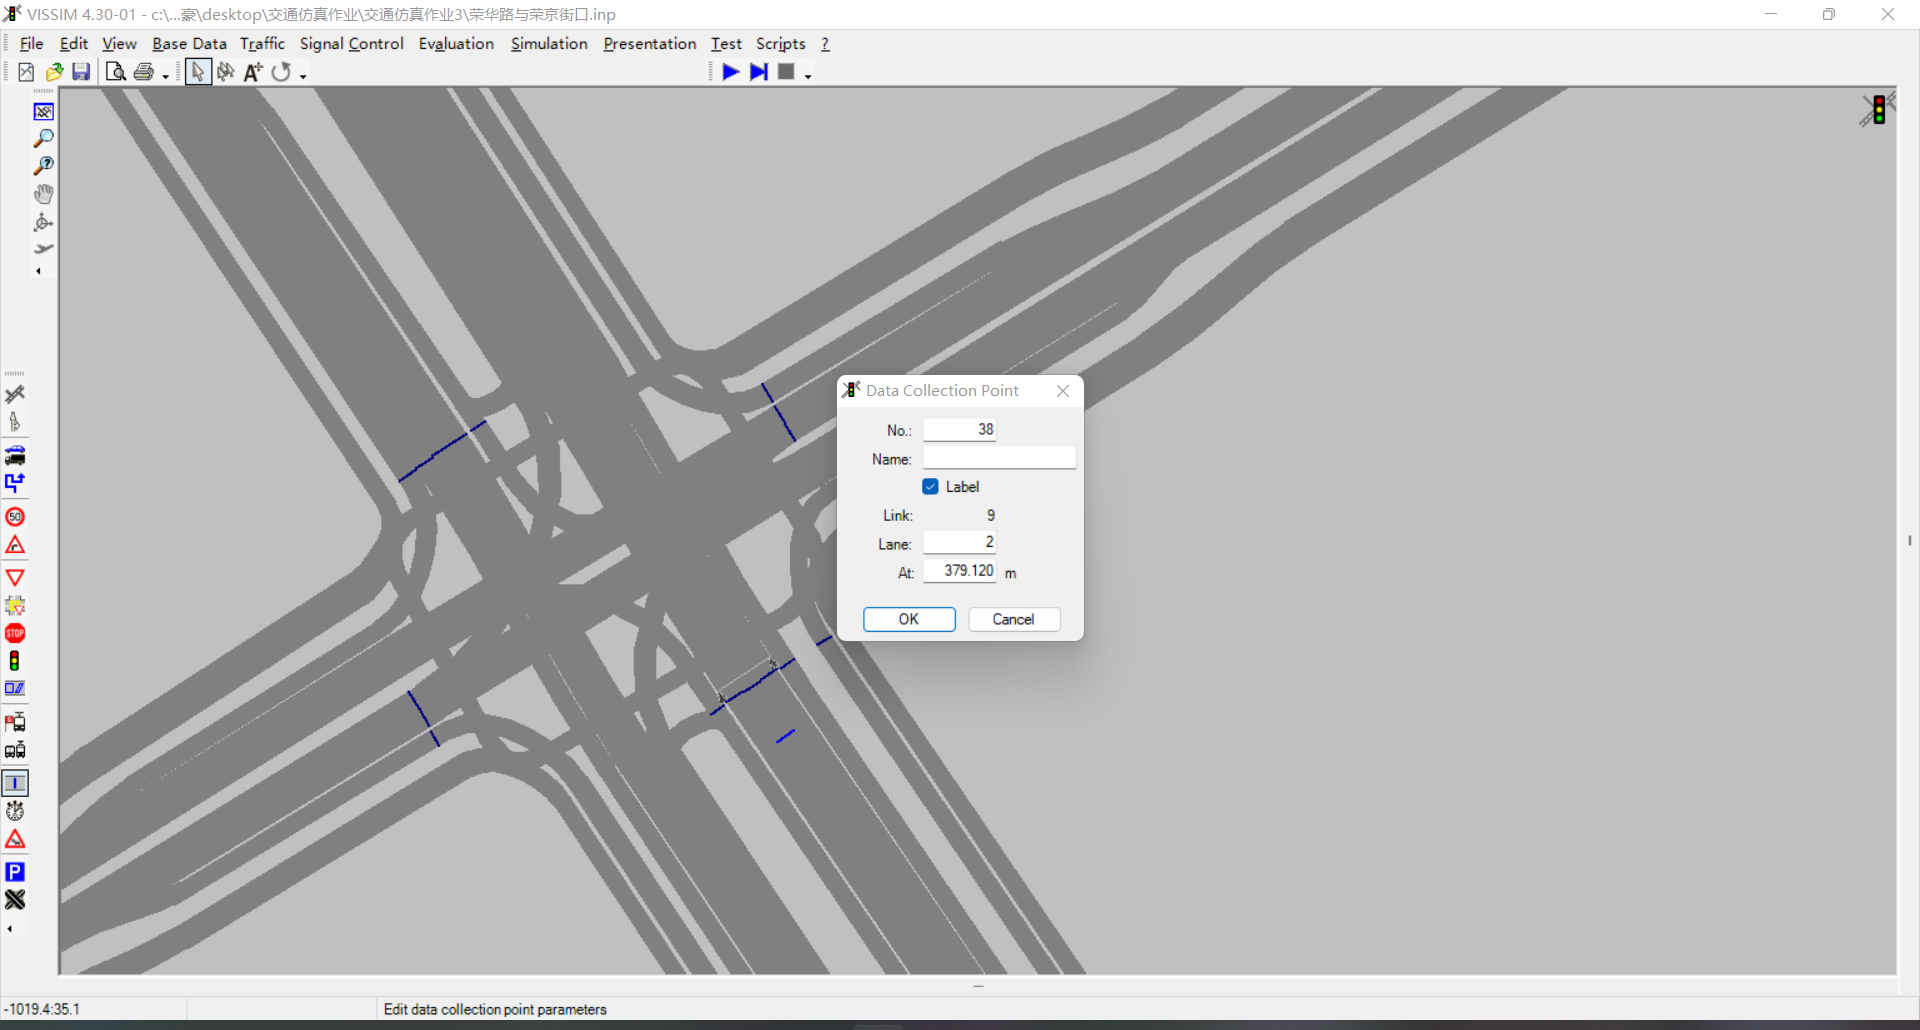 VISSIM 4.30-01 - c:\...豪\desktop\交通仿真作业\交通仿真作业3\荣华路与荣京街口.inp
File Edit View Base Data Traffic Signal Control Evaluation Simulation Presentation Test Scripts ?
Data Collection Point
No.: 38
Name:
Label
Link: 9
Lane: 2
At: 379.120 m
OK Cancel
50
STOP
P
-1019.4:35.1 Edit data collection point parameters